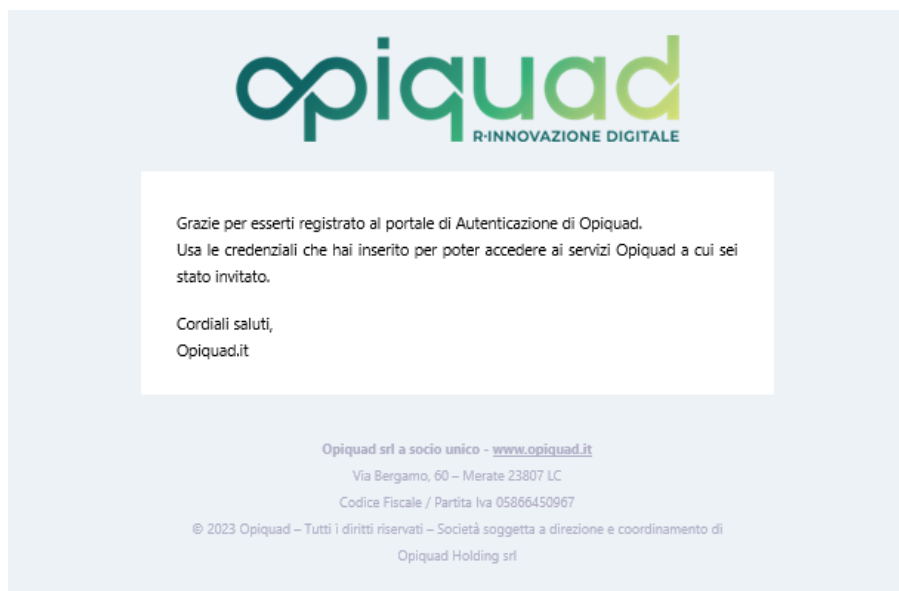 opiquad
R·INNOVAZIONE DIGITALE
Grazie per esserti registrato al portale di Autenticazione di Opiquad.
Usa le credenziali che hai inserito per poter accedere ai servizi Opiquad a cui sei
stato invitato.
Cordiali saluti,
Opiquad.it
Opiquad srl a socio unico - www.opiquad.it
Via Bergamo, 60 – Merate 23807 LC
Codice Fiscale / Partita Iva 05866450967
© 2023 Opiquad – Tutti i diritti riservati – Società soggetta a direzione e coordinamento di
Opiquad Holding srl